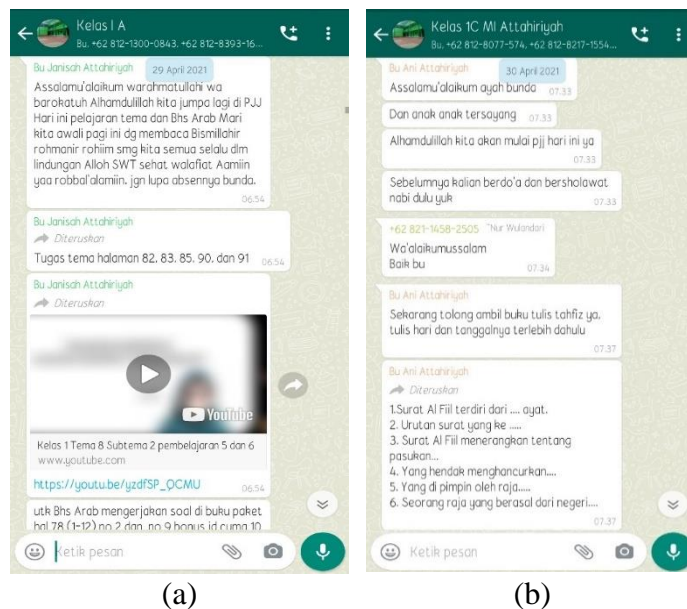 Kelas I A
Bu. +62 812-1300-0843, +62 812-8393-16...
Bu Janisah Attahiriyah
29 April 2021
Assalamu'alaikum warahmatullahi wa
barokatuh Alhamdulillah kita jumpa lagi di PJJ
Hari ini pelajaran tema dan Bhs Arab Mari
kita awali pagi ini dg membaca Bismillahir
rohmanir rohiim smg kita semua selalu dlm
lindungan Alloh SWT sehat walafiat Aamiin
yaa robbal'alamiin. jgn lupa absennya bunda.
06.54
Bu Janisah Attahiriyah
Diteruskan
Tugas tema halaman 82, 83. 85. 90, dan 91
06.54
Bu Janisah Attahiriyah
Diteruskan
YouTube
Kelas 1 Tema 8 Subtema 2 pembelajaran 5 dan 6
www.youtube.com
https://youtu.be/yzdfSP_QCMU
06.54
utk Bhs Arab mengerjakan soal di buku paket
hal 78 (1-12) no 2 dan no 9 bonus jd cuma 10
Ketik pesan
(a)
Kelas 1C MI Attahiriyah
Bu, +62 812-8077-574, +62 812-8217-1554...
Bu Ani Attahiriyah
30 April 2021
Assalamu'alaikum ayah bunda
07.33
Dan anak anak tersayang
07.33
Alhamdulillah kita akan mulai pjj hari ini ya
07.33
Sebelumnya kalian berdo'a dan bersholawat
nabi dulu yuk
07.33
+62 821-1458-2505 ~Nur Wulandari
Wa'alaikumussalam
Baik bu
07.34
Bu Ani Attahiriyah
Sekarang tolong ambil buku tulis tahfiz ya,
tulis hari dan tanggalnya terlebih dahulu
07.37
Bu Ani Attahiriyah
Diteruskan
1.Surat Al Fiil terdiri dari .... ayat.
2. Urutan surat yang ke .....
3. Surat Al Fiil menerangkan tentang
pasukan...
4. Yang hendak menghancurkan....
5. Yang di pimpin oleh raja.....
6. Seorang raja yang berasal dari negeri....
07.37
Ketik pesan
(b)